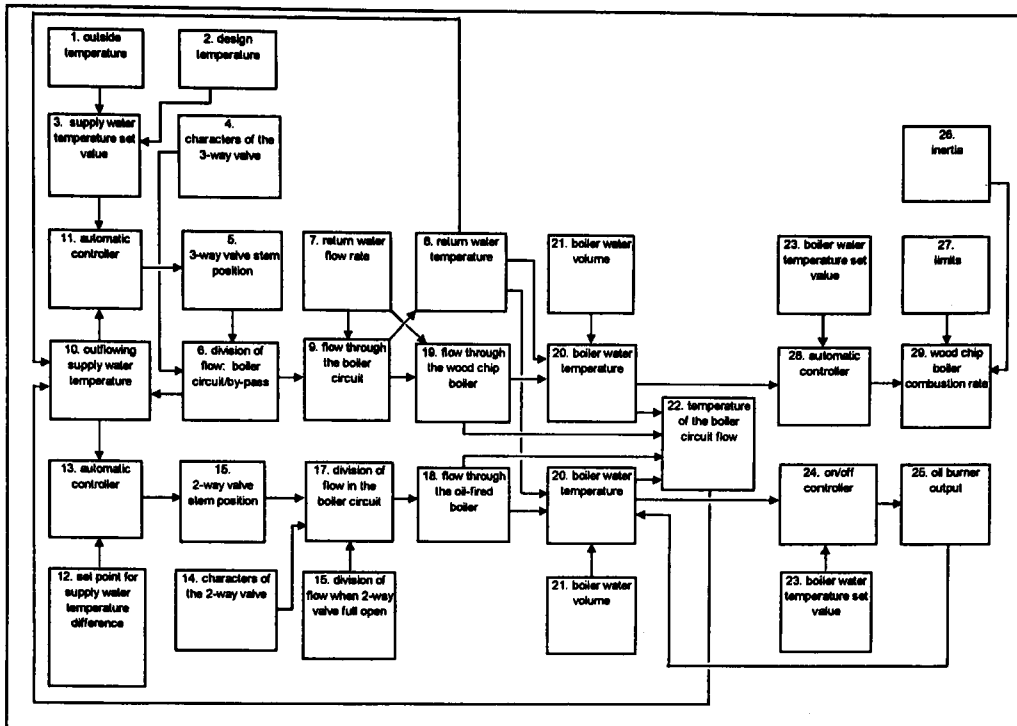 1. outside
temperature
2. design
temperature
3. supply water
temperature set
value
4.
characters of the
3-way valve
26.
inertia
11. automatic
controller
5.
3-way valve stem
position
7. return water
flow rate
8. return water
temperature
21. boiler water
volume
23. boiler water
temperature set
value
27.
limits
10. outflowing
supply water
temperature
6. division of
flow: boiler
circuit/by-pass
9. flow through
the boiler
circuit
19. flow through
the wood chip
boiler
20. boiler water
temperature
28. automatic
controller
29. wood chip
boiler
combustion rate
22. temperature
of the boiler
circuit flow
13. automatic
controller
15.
2-way valve
stem position
17. division of
flow in the
boiler circuit
18. flow through
the oil-fired
boiler
20. boiler water
temperature
24. on/off
controller
25. oil burner
output
12. set point for
supply water
temperature
difference
14. characters of
the 2-way valve
15. division of
flow when 2-way
valve full open
21. boiler water
volume
23. boiler water
temperature set
value